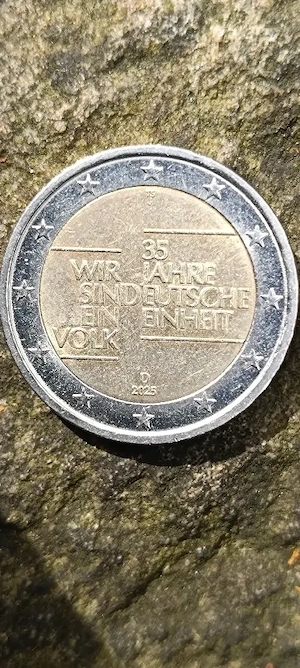 35
WIR JAHRE
SIND DEUTSCHE
EIN EINHEIT
VOLK
D
2025